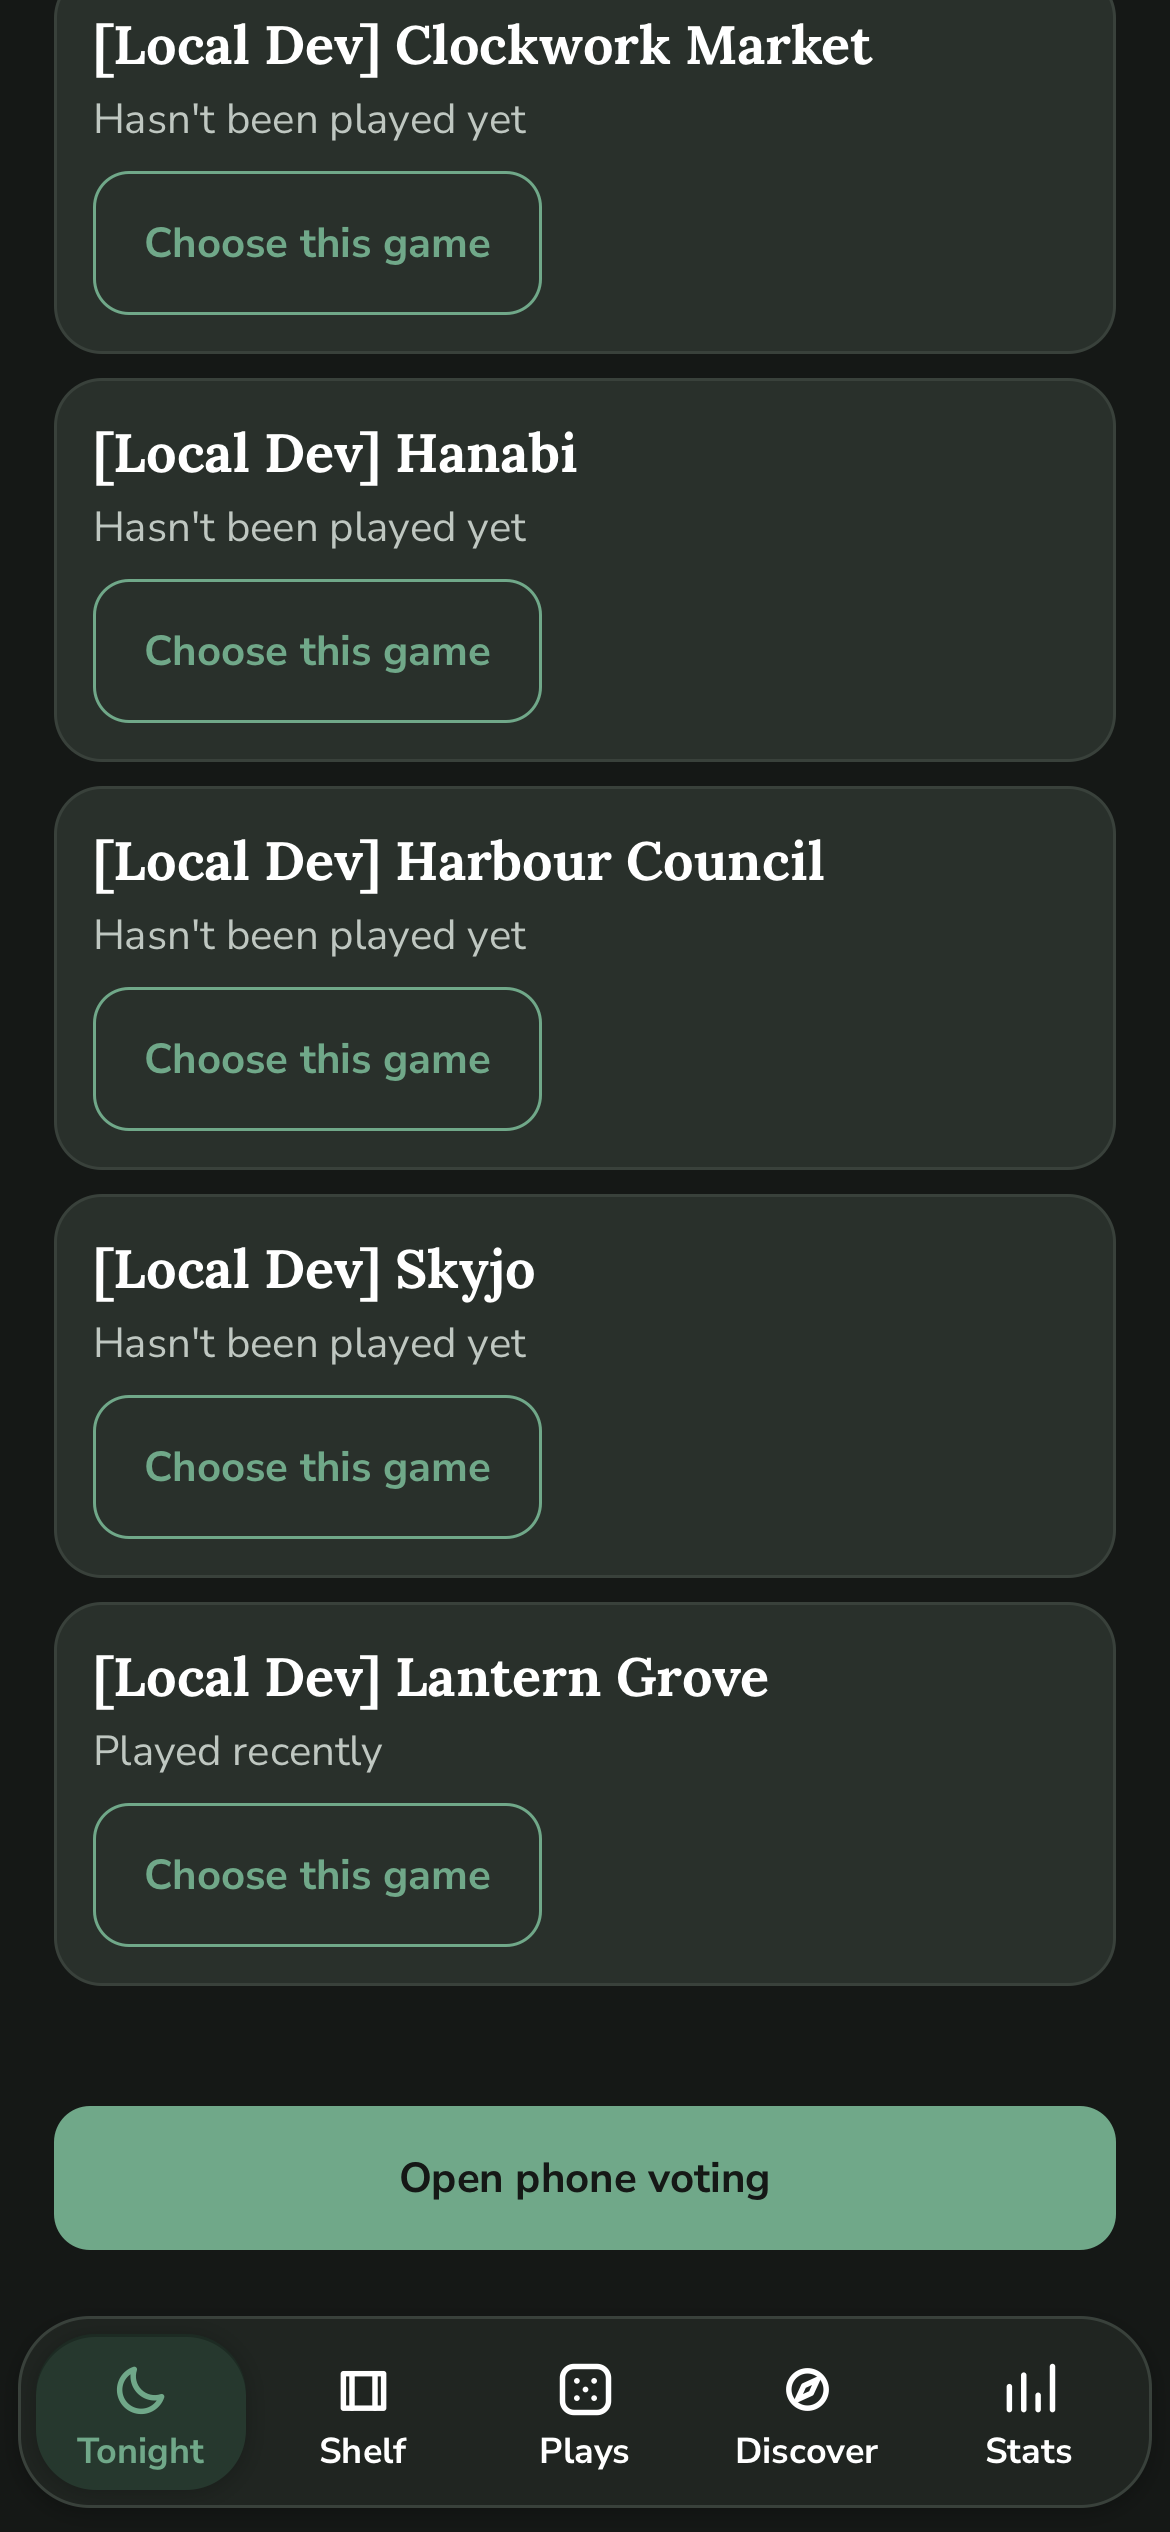 [Local Dev] Clockwork Market
Hasn't been played yet
Choose this game
[Local Dev] Hanabi
Hasn't been played yet
Choose this game
[Local Dev] Harbour Council
Hasn't been played yet
Choose this game
[Local Dev] Skyjo
Hasn't been played yet
Choose this game
[Local Dev] Lantern Grove
Played recently
Choose this game
Open phone voting
Tonight
Shelf
Plays
Discover
Stats